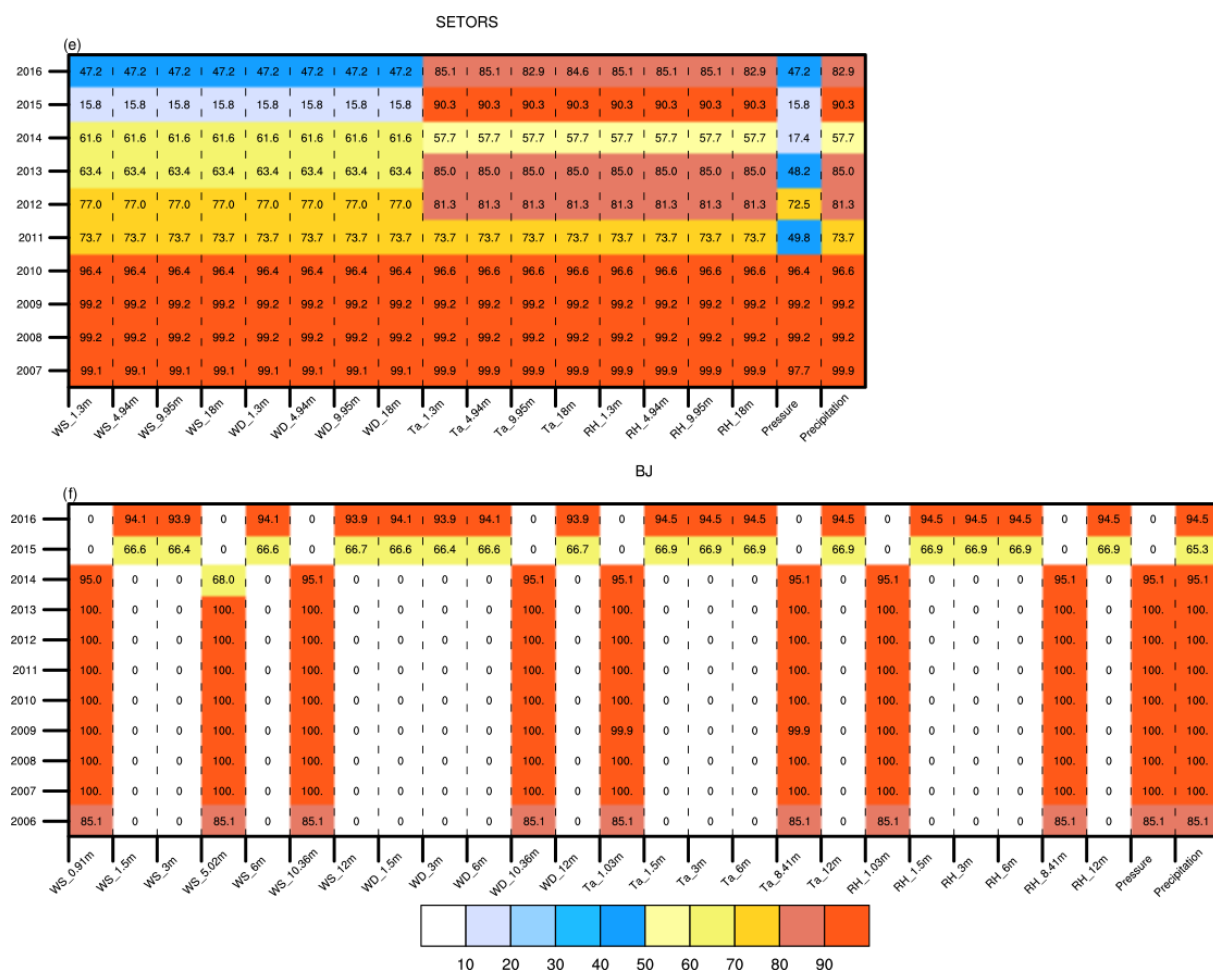 SETORS
(e)
2016 47.2 47.2 47.2 47.2 47.2 47.2 47.2 47.2 85.1 85.1 82.9 84.6 85.1 85.1 85.1 82.9 47.2 82.9
2015 15.8 15.8 15.8 15.8 15.8 15.8 15.8 15.8 90.3 90.3 90.3 90.3 90.3 90.3 90.3 90.3 15.8 90.3
2014 61.6 61.6 61.6 61.6 61.6 61.6 61.6 61.6 57.7 57.7 57.7 57.7 57.7 57.7 57.7 57.7 17.4 57.7
2013 63.4 63.4 63.4 63.4 63.4 63.4 63.4 63.4 85.0 85.0 85.0 85.0 85.0 85.0 85.0 85.0 48.2 85.0
2012 77.0 77.0 77.0 77.0 77.0 77.0 77.0 77.0 81.3 81.3 81.3 81.3 81.3 81.3 81.3 81.3 72.5 81.3
2011 73.7 73.7 73.7 73.7 73.7 73.7 73.7 73.7 73.7 73.7 73.7 73.7 73.7 73.7 73.7 73.7 49.8 73.7
2010 96.4 96.4 96.4 96.4 96.4 96.4 96.4 96.4 96.6 96.6 96.6 96.6 96.6 96.6 96.6 96.6 96.4 96.6
2009 99.2 99.2 99.2 99.2 99.2 99.2 99.2 99.2 99.2 99.2 99.2 99.2 99.2 99.2 99.2 99.2 99.2 99.2
2008 99.2 99.2 99.2 99.2 99.2 99.2 99.2 99.2 99.2 99.2 99.2 99.2 99.2 99.2 99.2 99.2 99.2 99.2
2007 99.1 99.1 99.1 99.1 99.1 99.1 99.1 99.1 99.9 99.9 99.9 99.9 99.9 99.9 99.9 99.9 97.7 99.9
WS_1.3m WS_4.94m WS_9.95m WS_18m WD_1.3m WD_4.94m WD_9.95m WD_18m Ta_1.3m Ta_4.94m Ta_9.95m Ta_18m RH_1.3m RH_4.94m RH_9.95m RH_18m Pressure Precipitation
BJ
(f)
2016 0 94.1 93.9 0 94.1 0 93.9 94.1 93.9 94.1 0 93.9 0 94.5 94.5 94.5 0 94.5 0 94.5 94.5 94.5 0 94.5 0 94.5
2015 0 66.6 66.4 0 66.6 0 66.7 66.6 66.4 66.6 0 66.7 0 66.9 66.9 66.9 0 66.9 0 66.9 66.9 66.9 0 66.9 0 65.3
2014 95.0 0 0 68.0 0 95.1 0 0 0 0 95.1 0 95.1 0 0 0 95.1 0 95.1 0 0 0 95.1 0 95.1 95.1
2013 100. 0 0 100. 0 100. 0 0 0 0 100. 0 100. 0 0 0 100. 0 100. 0 0 0 100. 0 100. 100.
2012 100. 0 0 100. 0 100. 0 0 0 0 100. 0 100. 0 0 0 100. 0 100. 0 0 0 100. 0 100. 100.
2011 100. 0 0 100. 0 100. 0 0 0 0 100. 0 100. 0 0 0 100. 0 100. 0 0 0 100. 0 100. 100.
2010 100. 0 0 100. 0 100. 0 0 0 0 100. 0 100. 0 0 0 100. 0 100. 0 0 0 100. 0 100. 100.
2009 100. 0 0 100. 0 100. 0 0 0 0 100. 0 99.9 0 0 0 99.9 0 100. 0 0 0 100. 0 100. 100.
2008 100. 0 0 100. 0 100. 0 0 0 0 100. 0 100. 0 0 0 100. 0 100. 0 0 0 100. 0 100. 100.
2007 100. 0 0 100. 0 100. 0 0 0 0 100. 0 100. 0 0 0 100. 0 100. 0 0 0 100. 0 100. 100.
2006 85.1 0 0 85.1 0 85.1 0 0 0 0 85.1 0 85.1 0 0 0 85.1 0 85.1 0 0 0 85.1 0 85.1 85.1
WS_0.91m WS_1.5m WS_3m WS_5.02m WS_6m WS_10.36m WS_12m WD_1.5m WD_3m WD_6m WD_10.36m WD_12m Ta_1.03m Ta_1.5m Ta_3m Ta_6m Ta_8.41m Ta_12m RH_1.03m RH_1.5m RH_3m RH_6m RH_8.41m RH_12m Pressure Precipitation
10 20 30 40 50 60 70 80 90